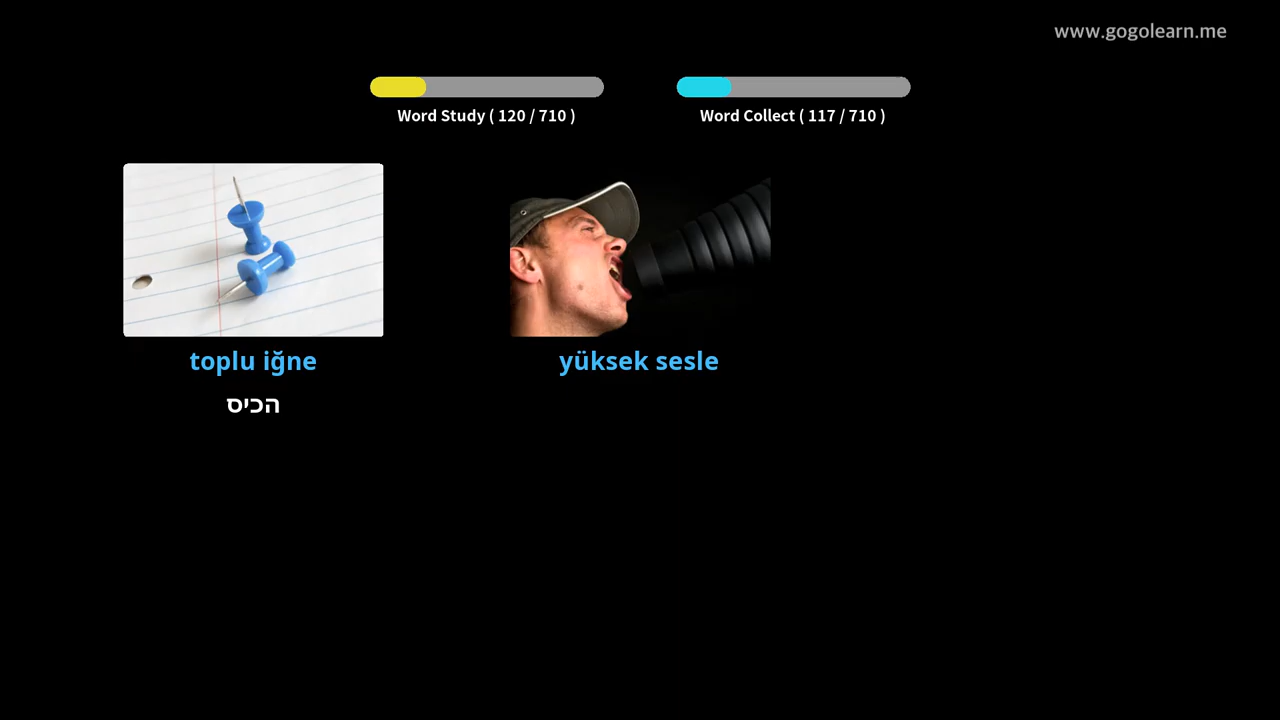 www.gogolearn.me
Word Study ( 120 / 710 )
Word Collect ( 117 / 710 )
toplu iğne
yüksek sesle
הכיס